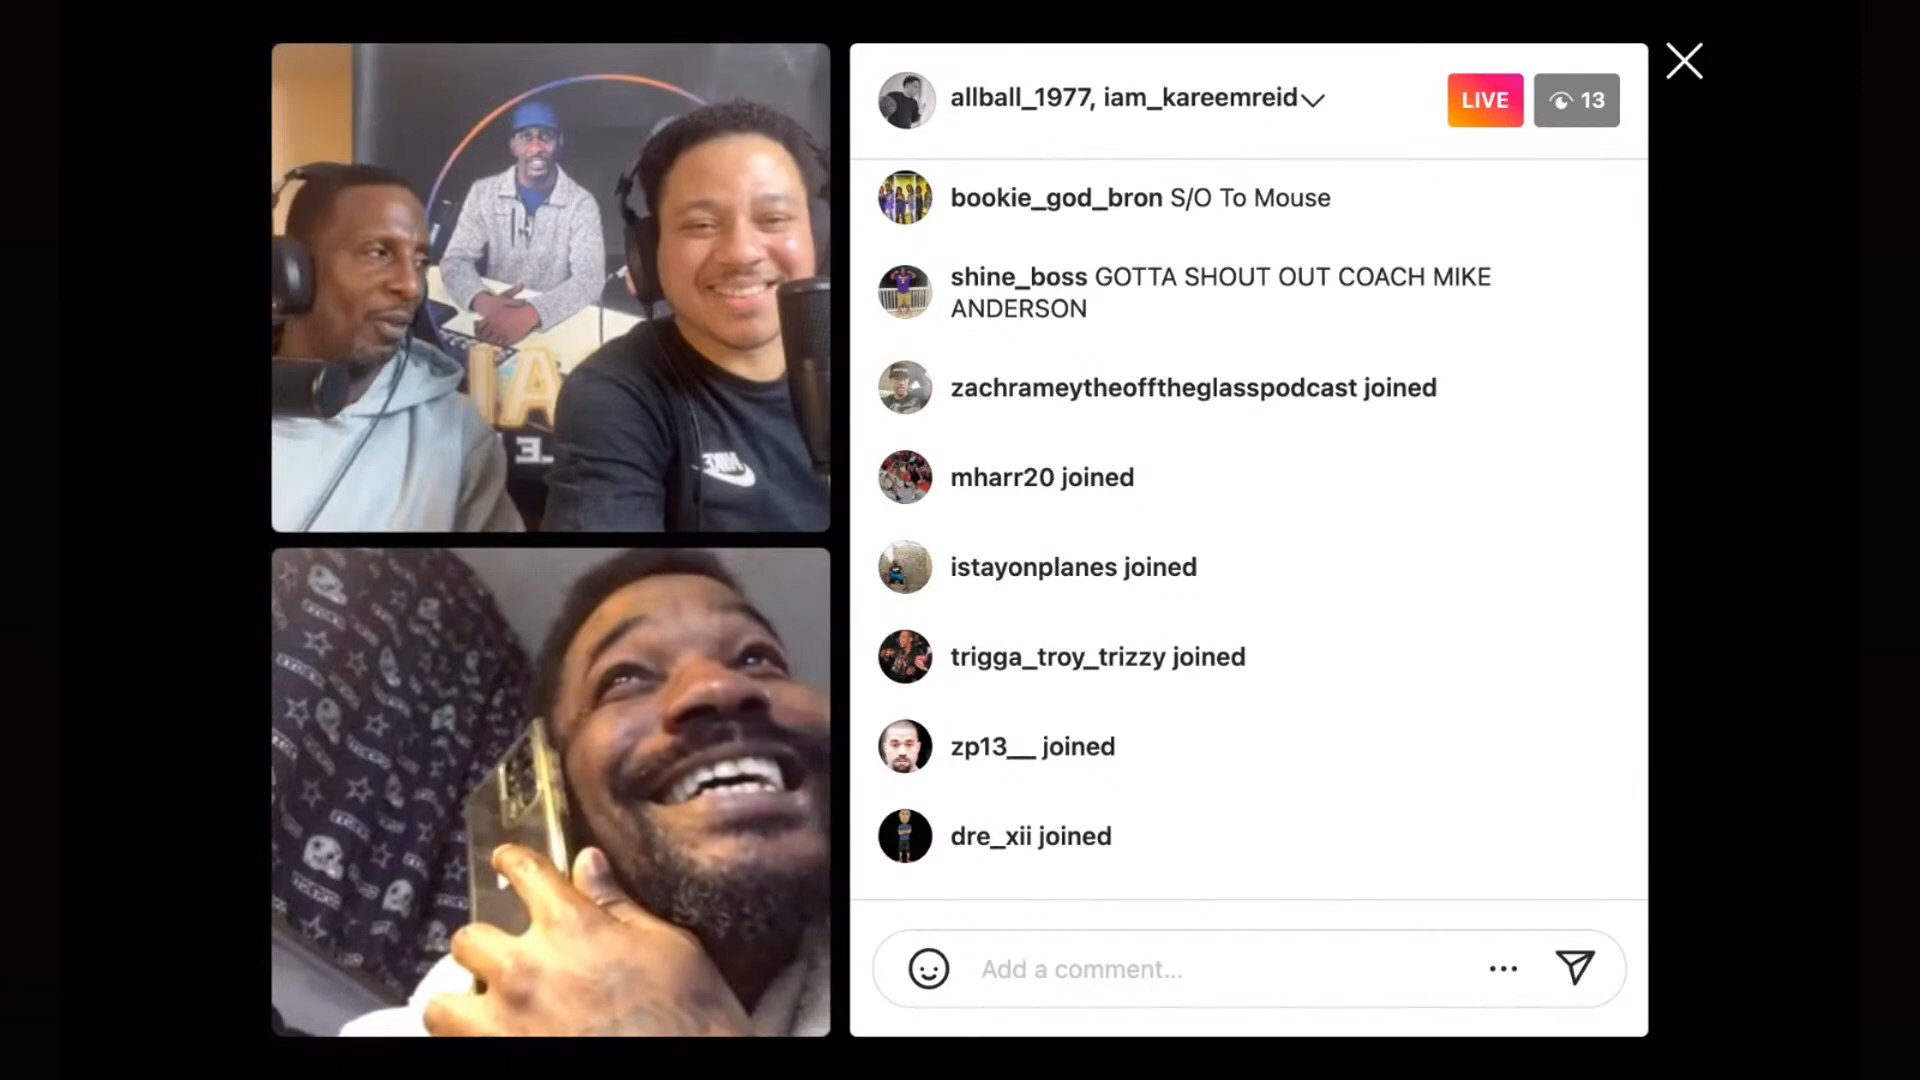 allball_1977, iam_kareemreid
LIVE
13
bookie_god_bron S/O To Mouse
shine_boss GOTTA SHOUT OUT COACH MIKE
ANDERSON
zachrameytheofftheglasspodcast joined
mharr20 joined
istayonplanes joined
trigga_troy_trizzy joined
zp13__ joined
dre_xii joined
Add a comment...
NIKE